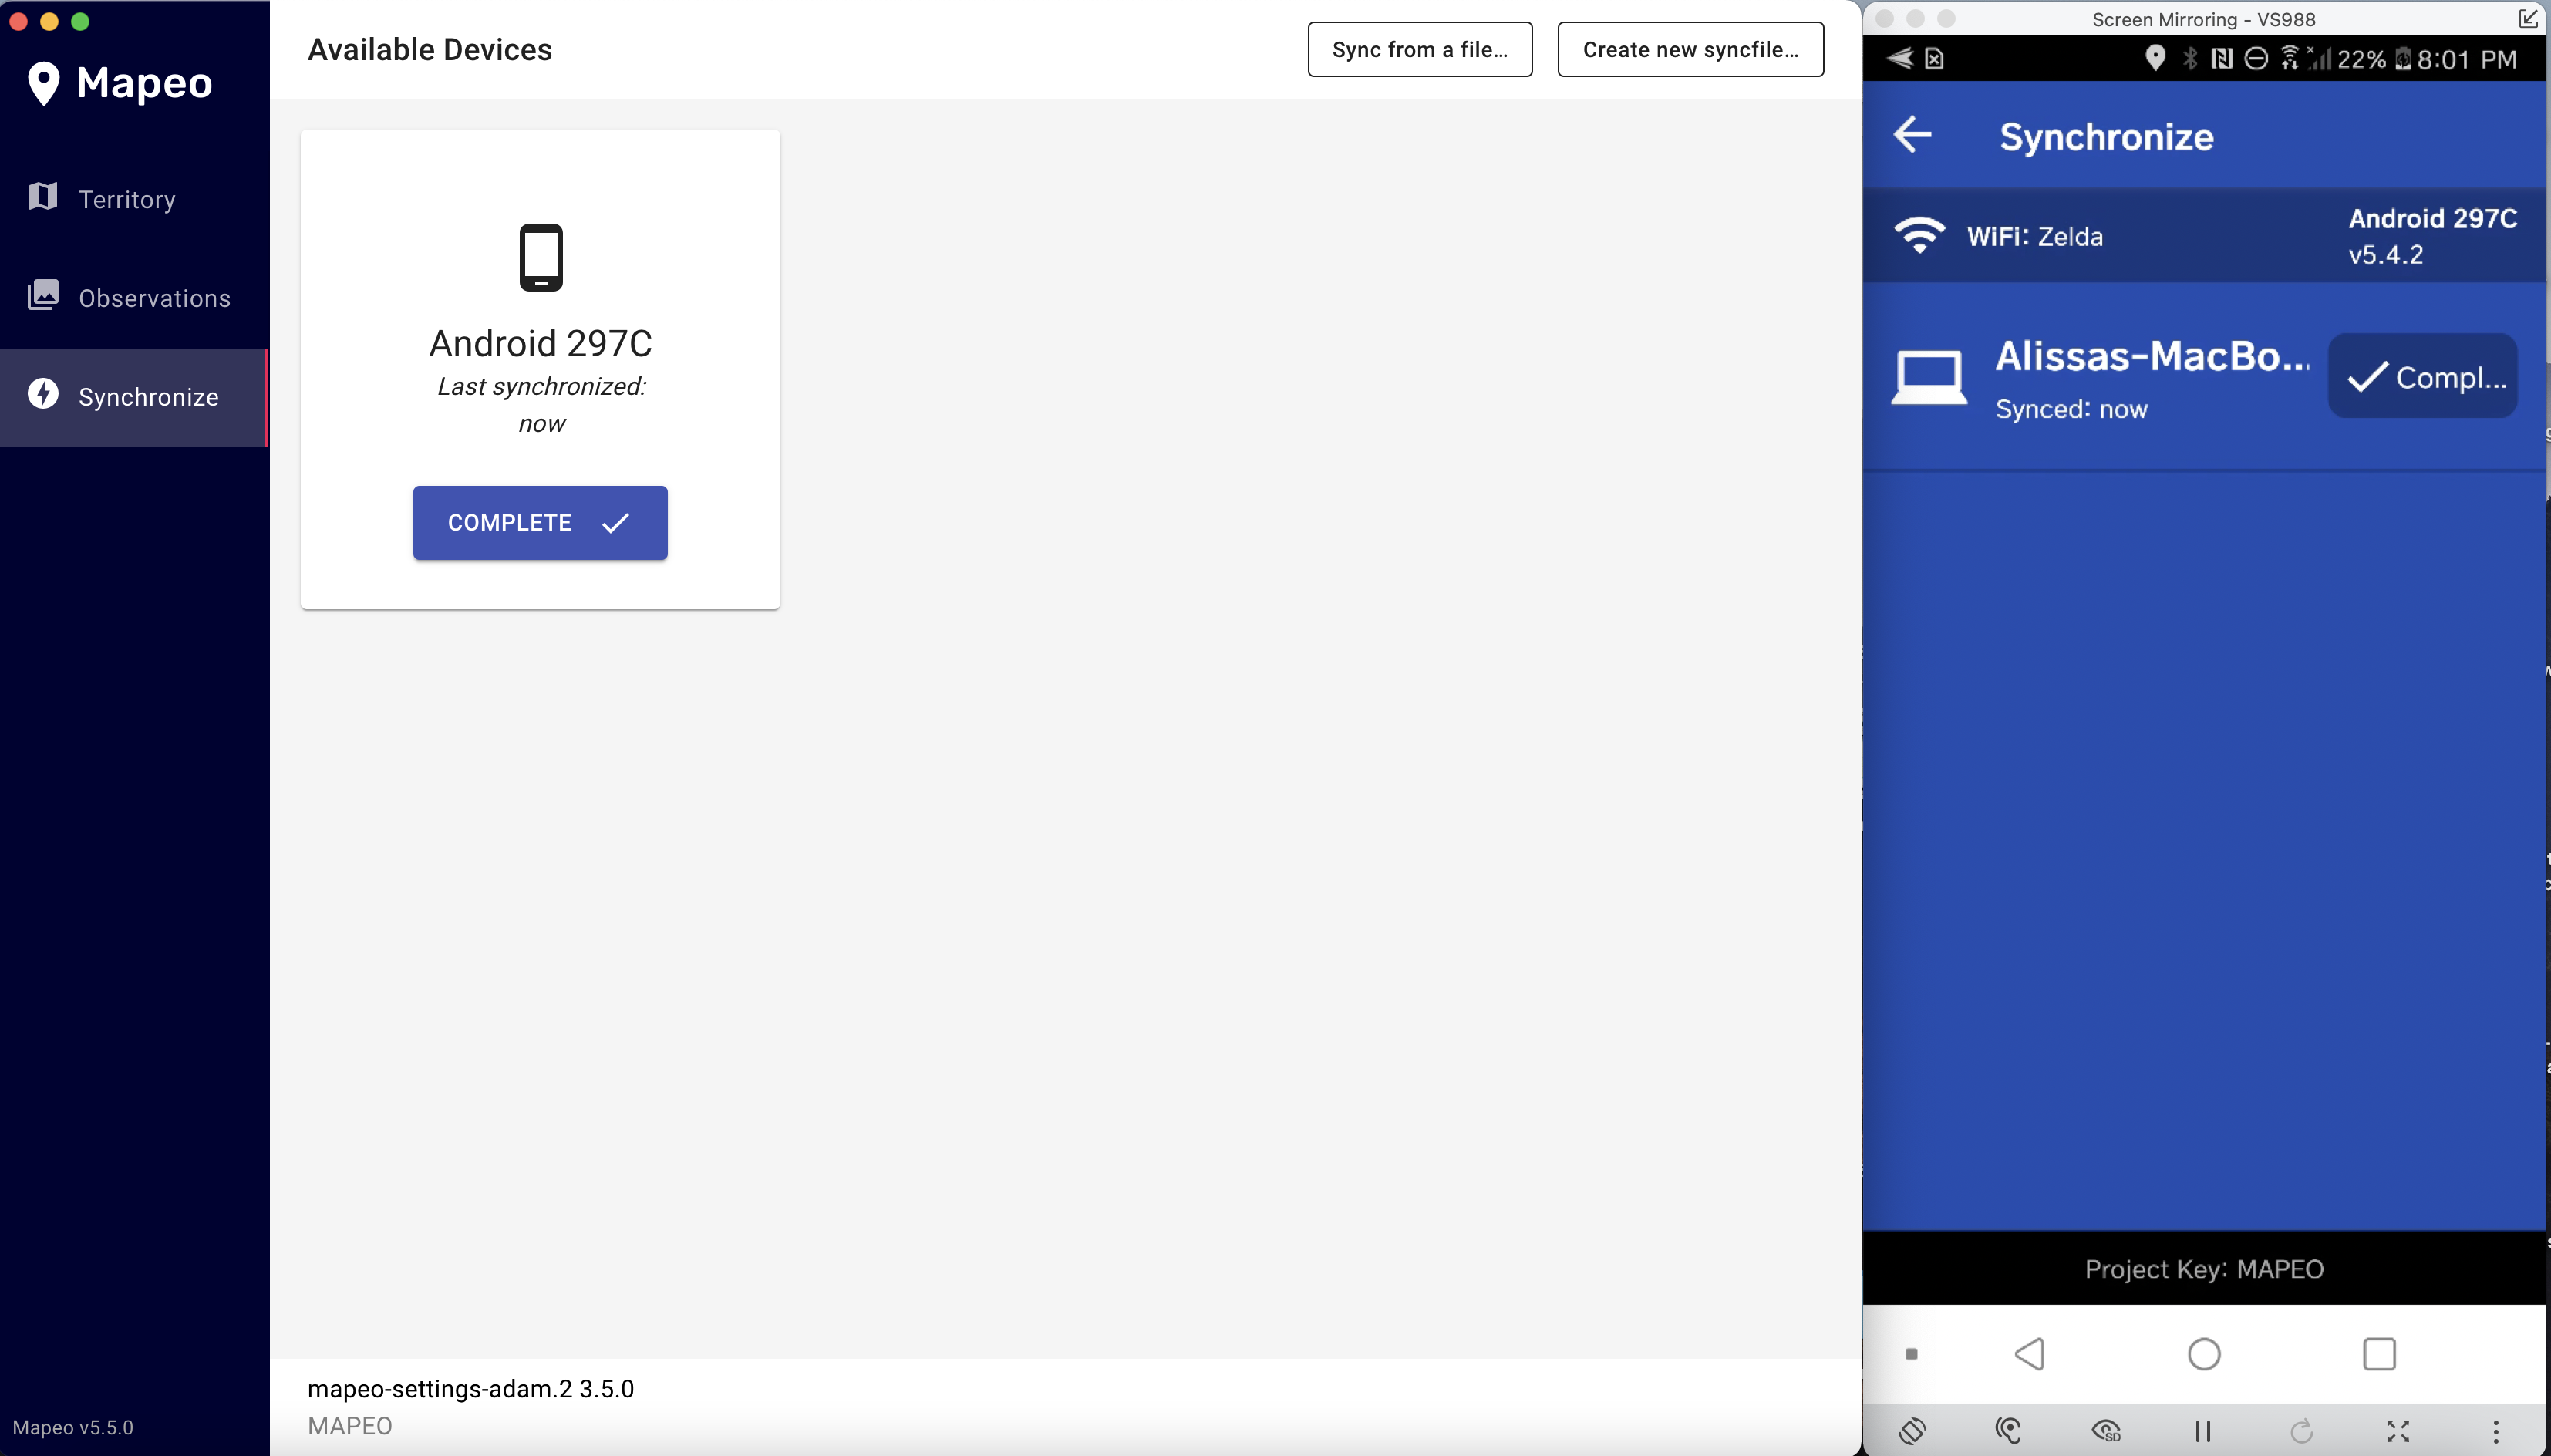 Mapeo
Territory
Observations
Synchronize
Mapeo v5.5.0
Available Devices
Sync from a file...
Create new syncfile...
Android 297C
Last synchronized:
now
COMPLETE
mapeo-settings-adam.2 3.5.0
MAPEO
Screen Mirroring - VS988
22% 8:01 PM
Synchronize
WiFi: Zelda
Android 297C
v5.4.2
Alissas-MacBo...
Synced: now
Compl...
Project Key: MAPEO
SD